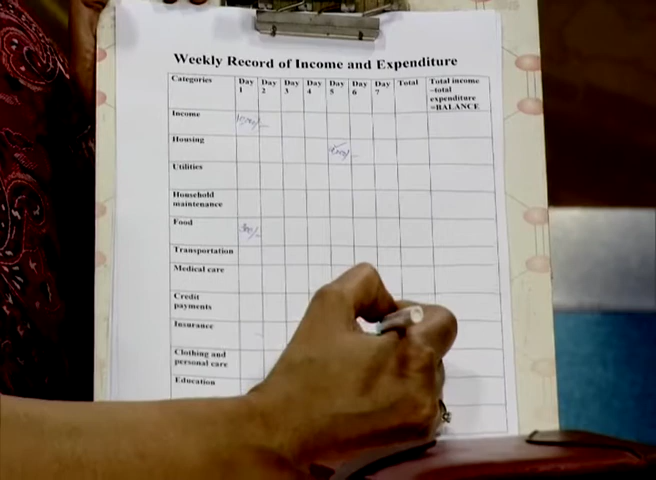 Weekly Record of Income and Expenditure
Categories Day 1 Day 2 Day 3 Day 4 Day 5 Day 6 Day 7 Total Total income –total expenditure =BALANCE
Income
Housing
Utilities
Household maintenance
Food 300/-
Transportation
Medical care
Credit payments
Insurance
Clothing and personal care
Education